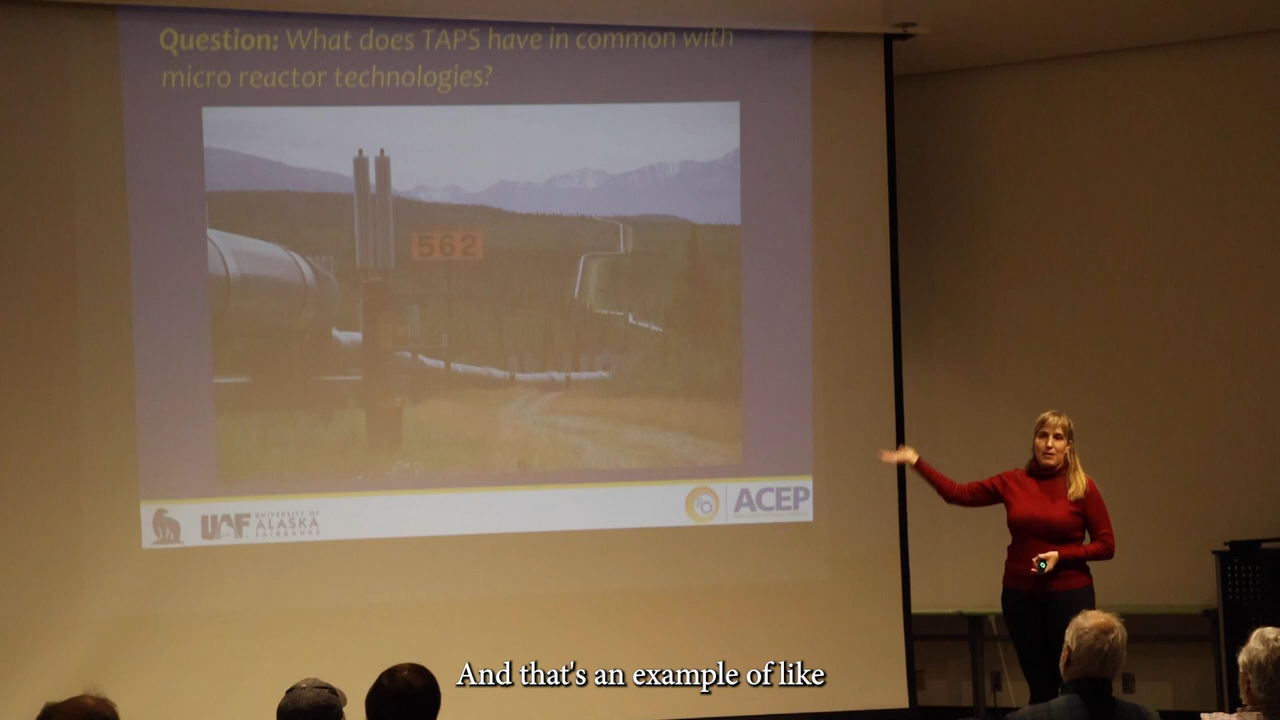 Question: What does TAPS have in common with
micro reactor technologies?
562
UAF
UNIVERSITY OF
ALASKA
FAIRBANKS
ACEP
And that's an example of like